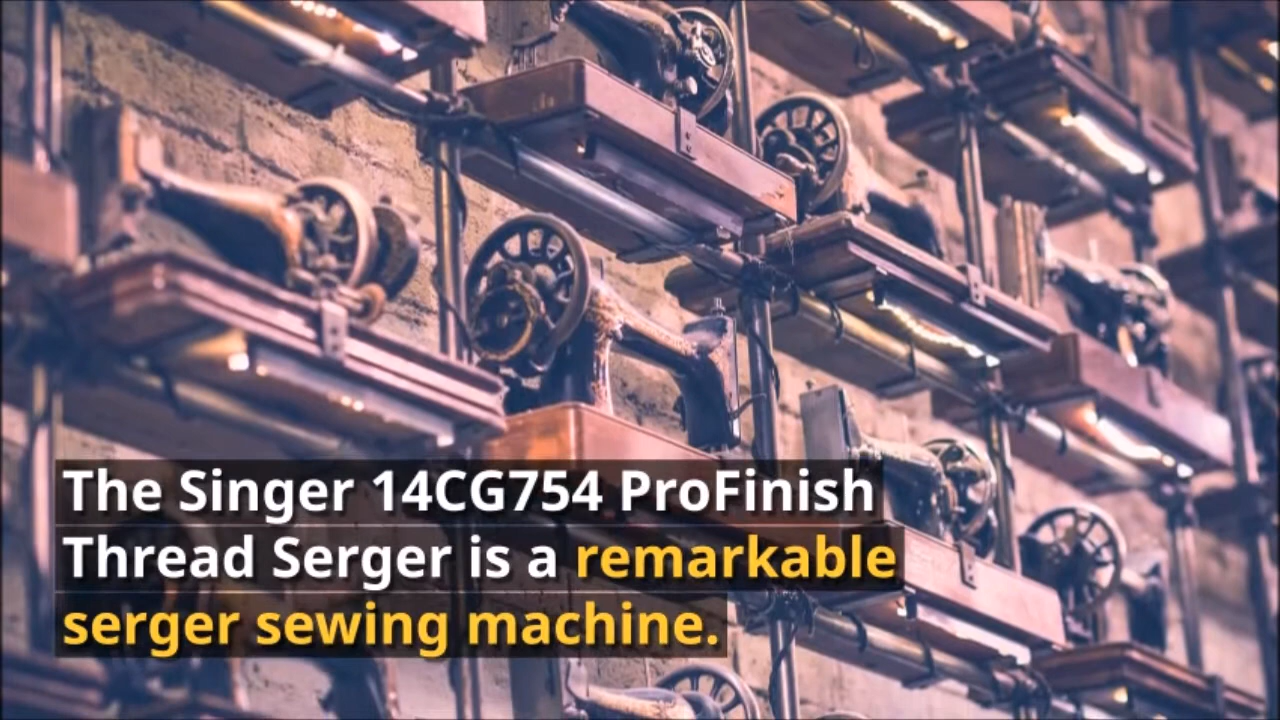 The Singer 14CG754 ProFinish
Thread Serger is a remarkable
serger sewing machine.